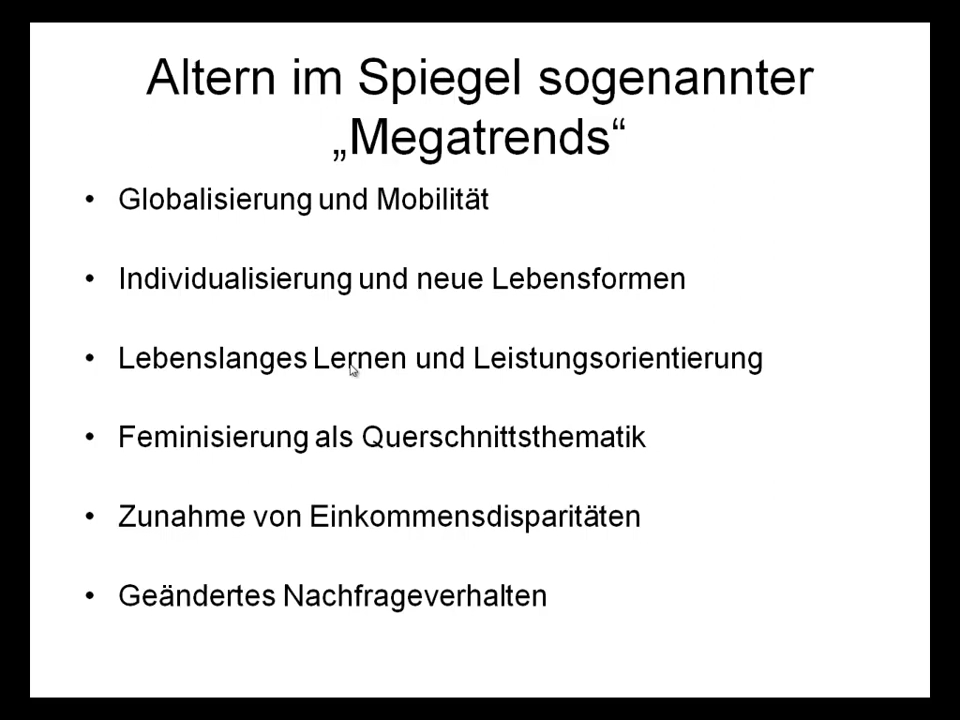 Altern im Spiegel sogenannter
„Megatrends“
• Globalisierung und Mobilität
• Individualisierung und neue Lebensformen
• Lebenslanges Lernen und Leistungsorientierung
• Feminisierung als Querschnittsthematik
• Zunahme von Einkommensdisparitäten
• Geändertes Nachfrageverhalten